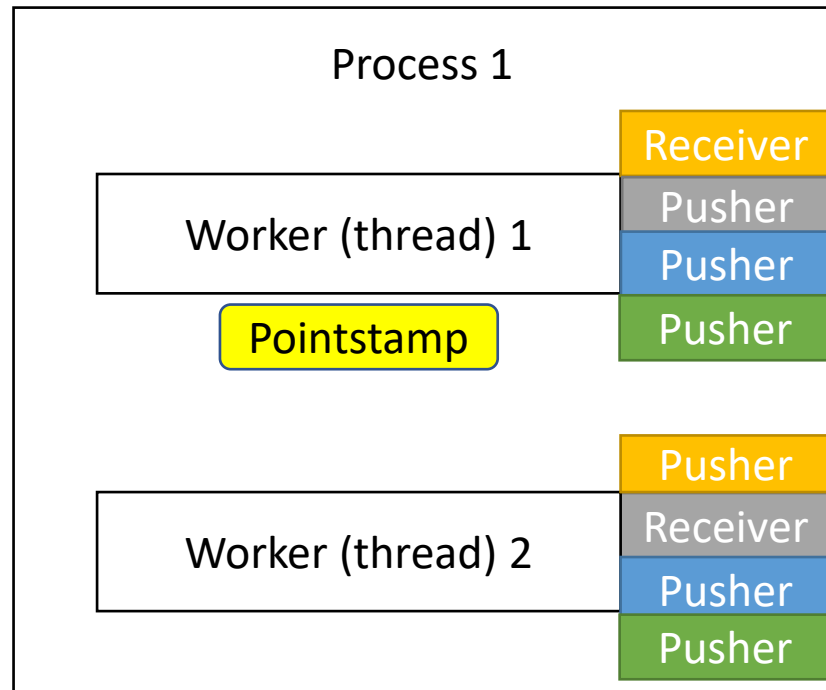 Process 1
Receiver
Pusher
Worker (thread) 1
Pusher
Pusher
Pointstamp
Pusher
Receiver
Worker (thread) 2
Pusher
Pusher